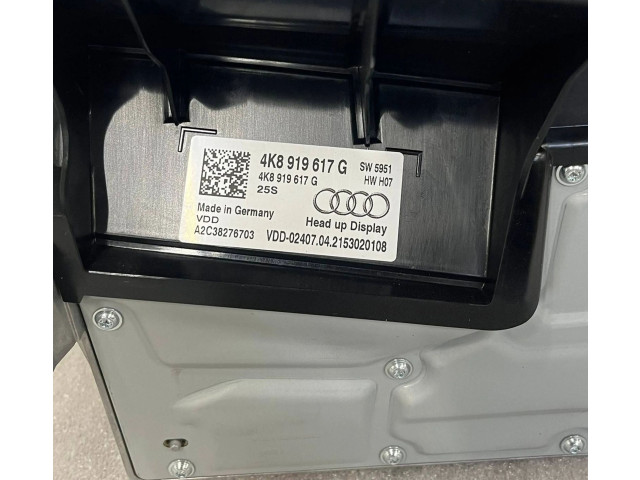 4K8 919 617 G SW 5951
4K8 919 617 G HW H07
25S
Made in Germany
VDD Head up Display
A2C38276703 VDD-02407.04.2153020108